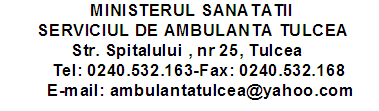 MINISTERUL SANATATII
SERVICIUL DE AMBULANTA TULCEA
Str. Spitalului , nr 25, Tulcea
Tel: 0240.532.163-Fax: 0240.532.168
E-mail: ambulantatulcea@yahoo.com